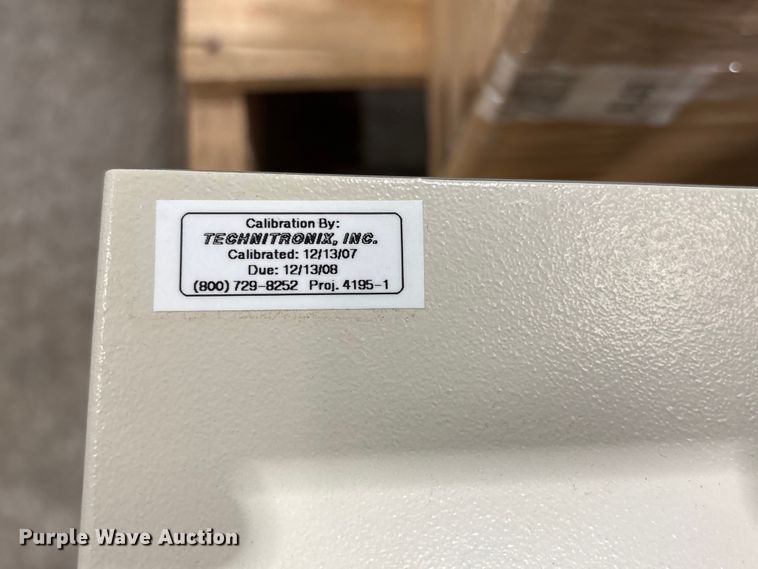 Calibration By:
TECHNITRONIX, INC.
Calibrated: 12/13/07
Due: 12/13/08
(800) 729-8252 Proj. 4195-1
Purple Wave Auction